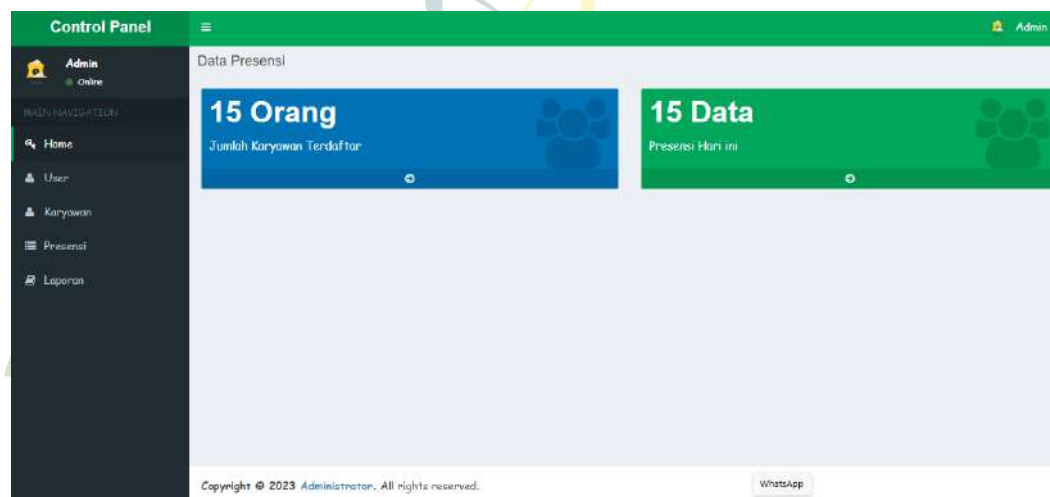 Control Panel
Admin
Admin
Online
Data Presensi
MAIN NAVIGATION
Home
User
Karyawan
Presensi
Laporan
15 Orang
Jumlah Karyawan Terdaftar
15 Data
Presensi Hari ini
Copyright © 2023 Administrator. All rights reserved.
WhatsApp